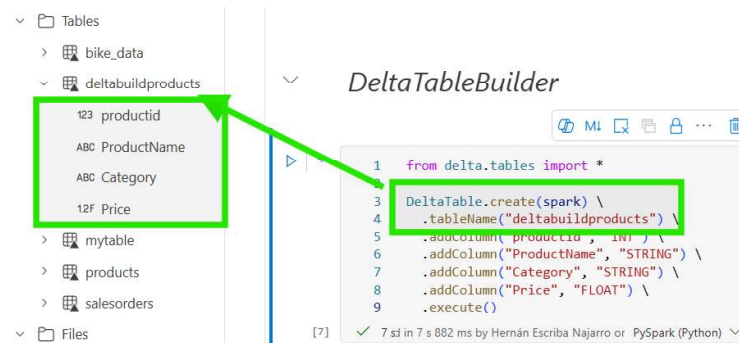 Tables
bike_data
deltabuildproducts
123 productid
ABC ProductName
ABC Category
1.2F Price
mytable
products
salesorders
Files
DeltaTableBuilder
M↓
1 from delta.tables import *
2
3 DeltaTable.create(spark) \
4 .tableName("deltabuildproducts") \
5 .addColumn("productid", "INT") \
6 .addColumn("ProductName", "STRING") \
7 .addColumn("Category", "STRING") \
8 .addColumn("Price", "FLOAT") \
9 .execute()
[7] in 7 s 882 ms by Hernán Escriba Najarro or PySpark (Python)